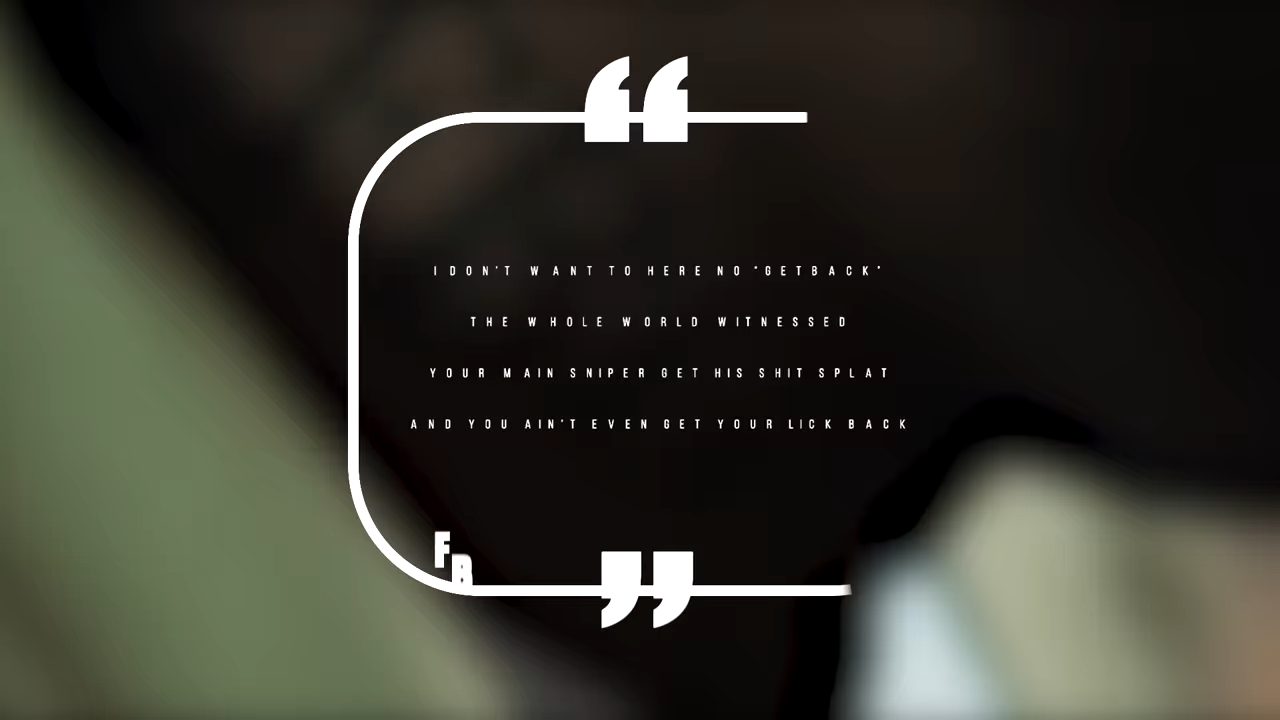 I DON'T WANT TO HERE NO "GETBACK"
THE WHOLE WORLD WITNESSED
YOUR MAIN SNIPER GET HIS SHIT SPLAT
AND YOU AIN'T EVEN GET YOUR LICK BACK
F